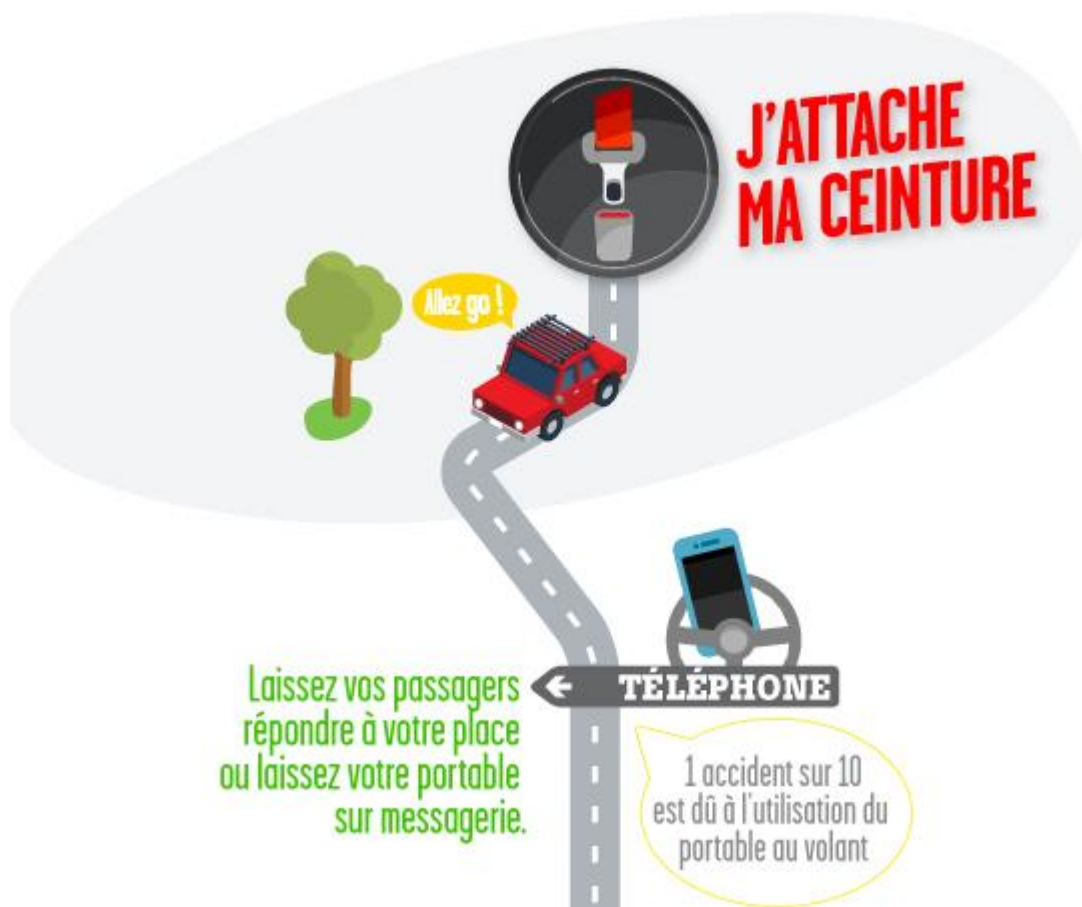 J'ATTACHE
MA CEINTURE
Allez go !
TÉLÉPHONE
Laissez vos passagers
répondre à votre place
ou laissez votre portable
sur messagerie.
1 accident sur 10
est dû à l'utilisation du
portable au volant